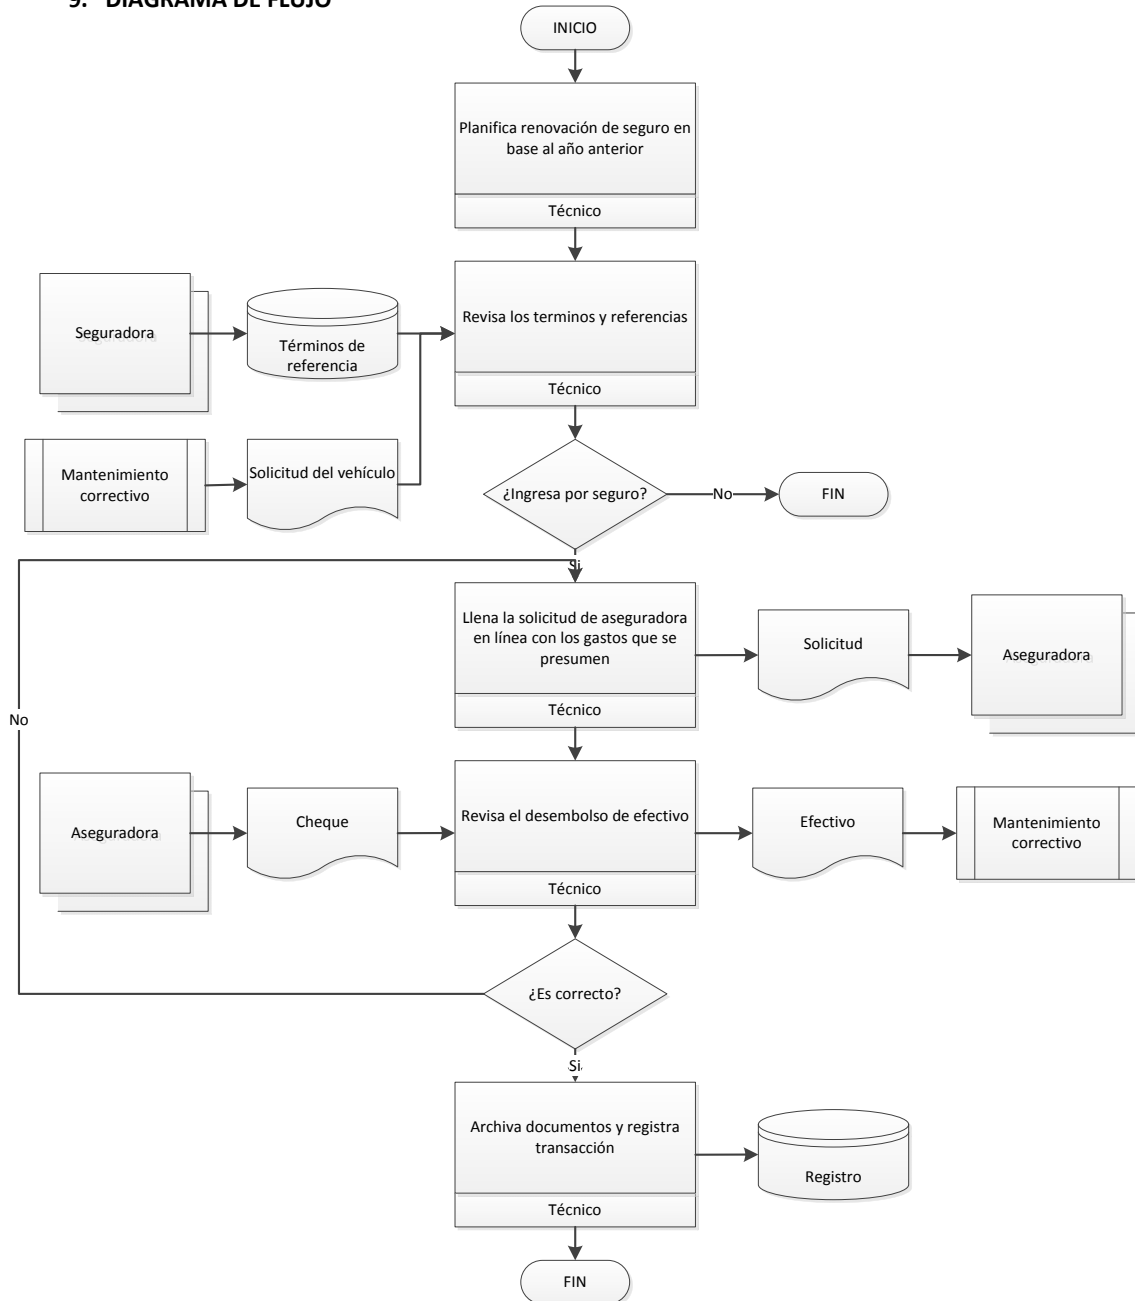 9. DIAGRAMA DE FLUJO
INICIO
Planifica renovación de seguro en
base al año anterior
Técnico
Seguradora
Términos de
referencia
Revisa los terminos y referencias
Técnico
Mantenimiento
correctivo
Solicitud del vehículo
¿Ingresa por seguro?
No
FIN
Si
Llena la solicitud de aseguradora
en línea con los gastos que se
presumen
Técnico
Solicitud
Aseguradora
No
Aseguradora
Cheque
Revisa el desembolso de efectivo
Técnico
Efectivo
Mantenimiento
correctivo
¿Es correcto?
Si
Archiva documentos y registra
transacción
Técnico
Registro
FIN